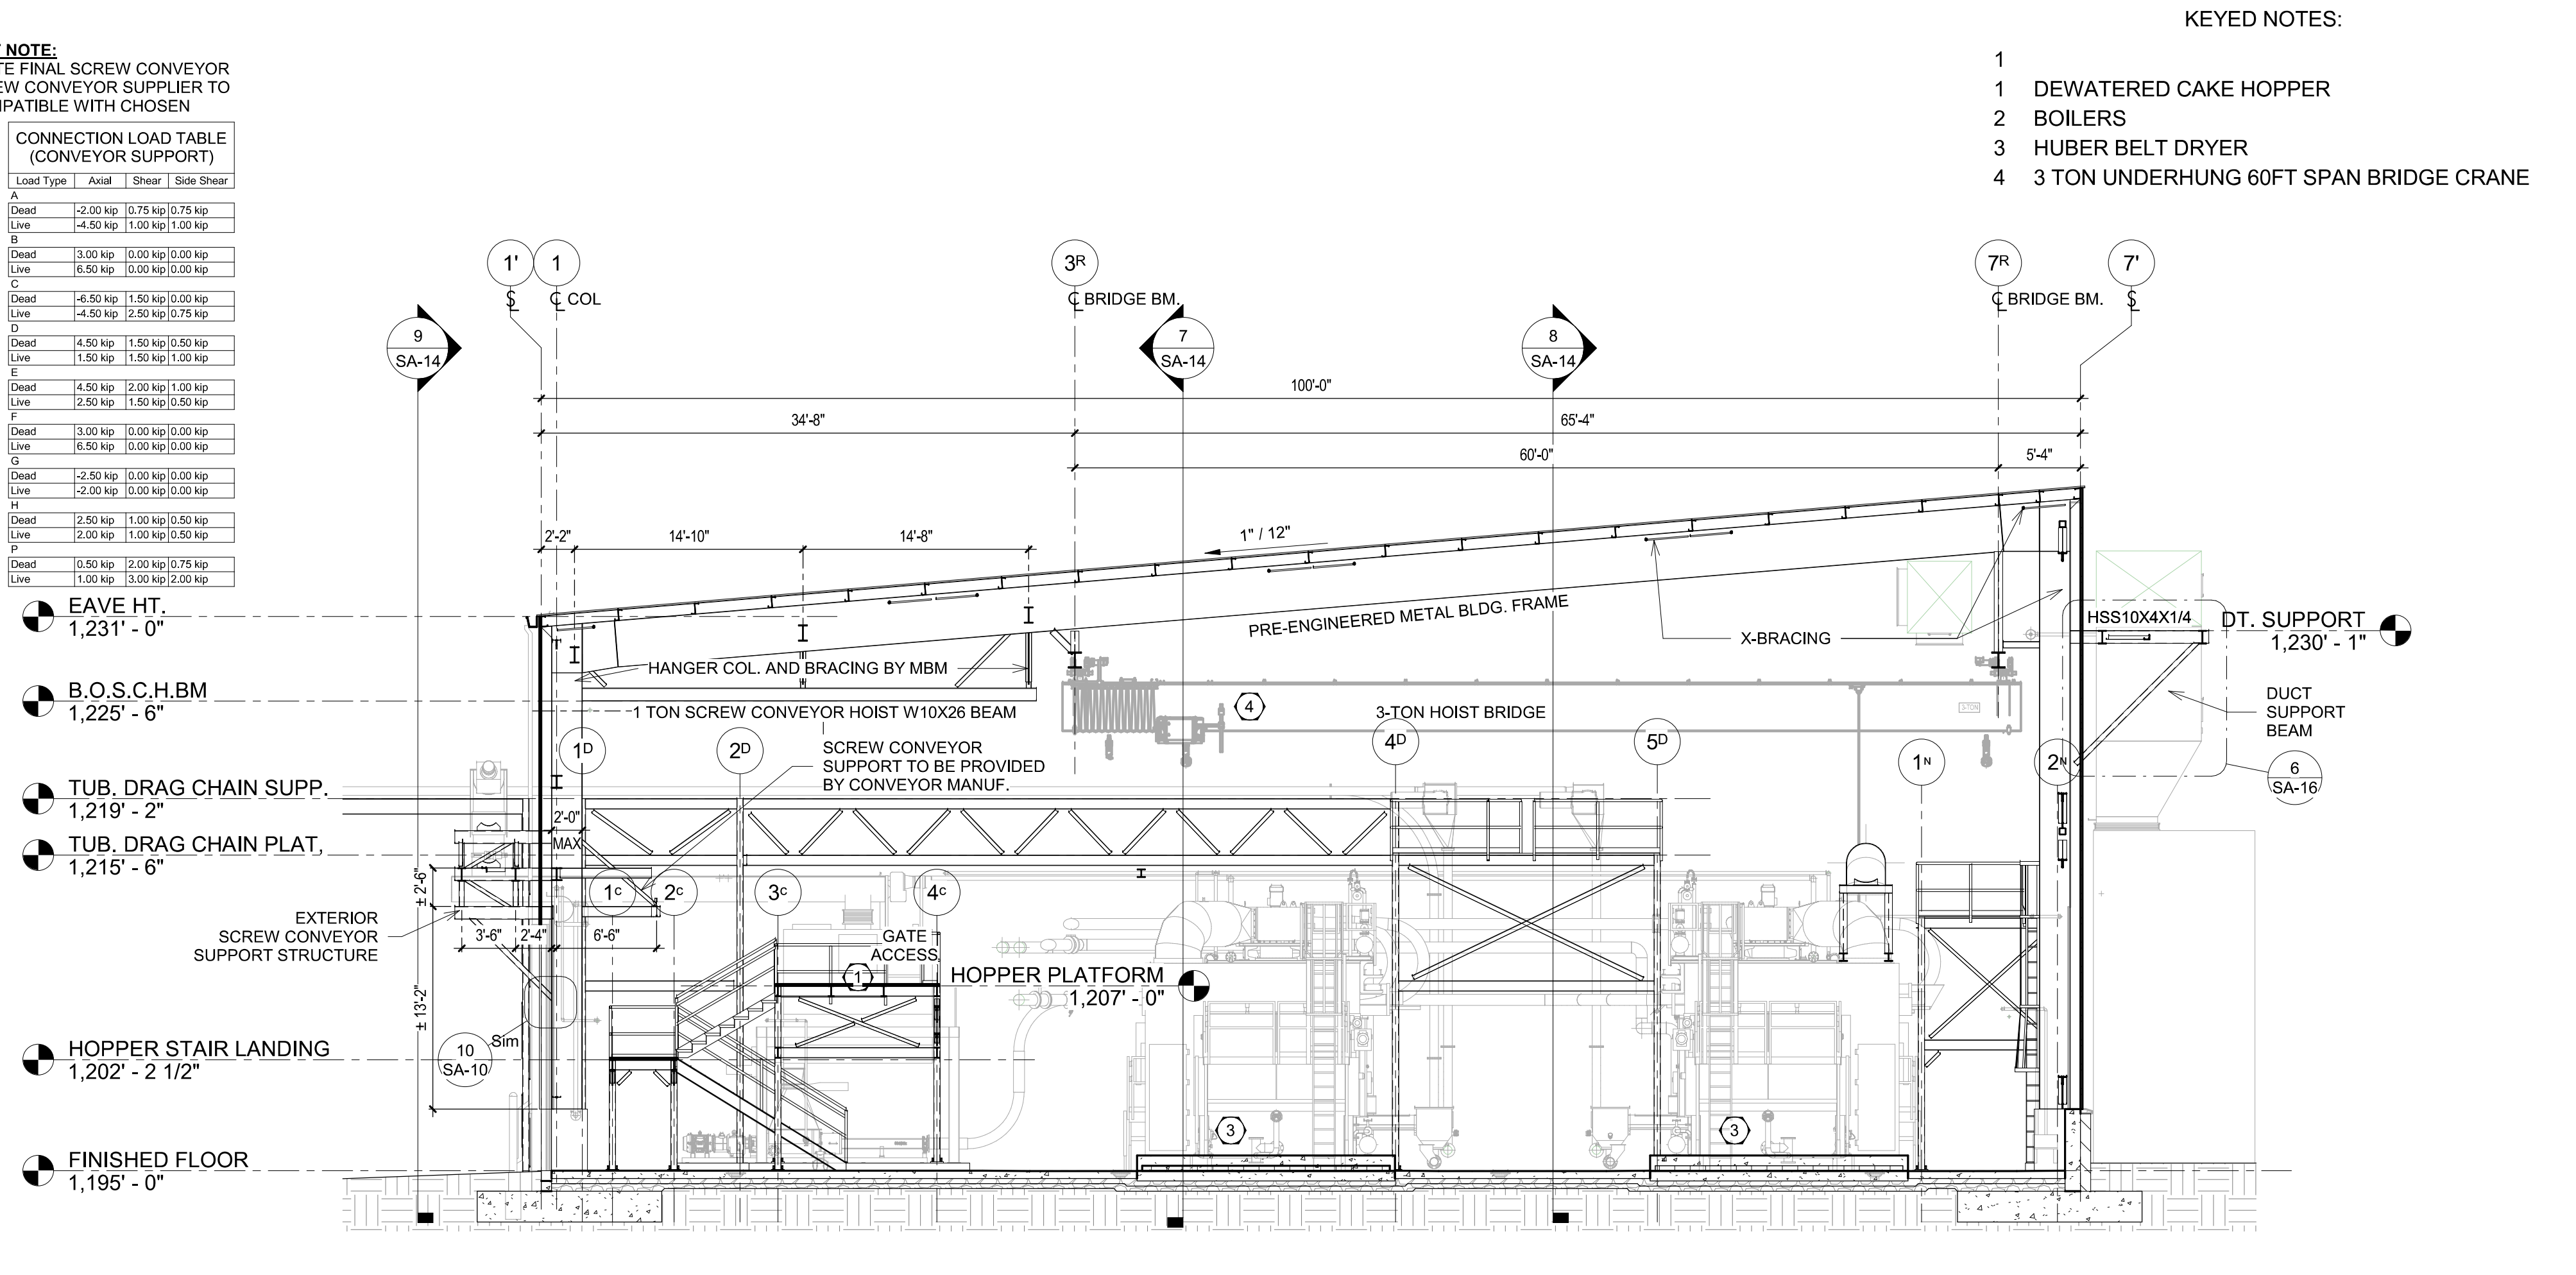 KEYED NOTES:
1
1 DEWATERED CAKE HOPPER
2 BOILERS
3 HUBER BELT DRYER
4 3 TON UNDERHUNG 60FT SPAN BRIDGE CRANE
NOTE:
TE FINAL SCREW CONVEYOR
EW CONVEYOR SUPPLIER TO
MPATIBLE WITH CHOSEN
CONNECTION LOAD TABLE
(CONVEYOR SUPPORT)
Load Type Axial Shear Side Shear
A
Dead -2.00 kip 0.75 kip 0.75 kip
Live -4.50 kip 1.00 kip 1.00 kip
B
Dead 3.00 kip 0.00 kip 0.00 kip
Live 6.50 kip 0.00 kip 0.00 kip
C
Dead -6.50 kip 1.50 kip 0.00 kip
Live -4.50 kip 2.50 kip 0.75 kip
D
Dead 4.50 kip 1.50 kip 0.50 kip
Live 1.50 kip 1.50 kip 1.00 kip
E
Dead 4.50 kip 2.00 kip 1.00 kip
Live 2.50 kip 1.50 kip 0.50 kip
F
Dead 3.00 kip 0.00 kip 0.00 kip
Live 6.50 kip 0.00 kip 0.00 kip
G
Dead -2.50 kip 0.00 kip 0.00 kip
Live -2.00 kip 0.00 kip 0.00 kip
H
Dead 2.50 kip 1.00 kip 0.50 kip
Live 2.00 kip 1.00 kip 0.50 kip
P
Dead 0.50 kip 2.00 kip 0.75 kip
Live 1.00 kip 3.00 kip 2.00 kip
1' 1 3R 7R 7'
COL
BRIDGE BM.
BRIDGE BM.
9
SA-14
7
SA-14
8
SA-14
100'-0"
34'-8" 65'-4"
60'-0" 5'-4"
2'-2" 14'-10" 14'-8" 1" / 12"
EAVE HT.
1,231' - 0"
PRE-ENGINEERED METAL BLDG. FRAME
X-BRACING
HSS10X4X1/4
DT. SUPPORT
1,230' - 1"
HANGER COL. AND BRACING BY MBM
B.O.S.C.H.BM
1,225' - 6"
1 TON SCREW CONVEYOR HOIST W10X26 BEAM
4
3-TON HOIST BRIDGE
3-TON
DUCT
SUPPORT
BEAM
1D 2D 4D 5D 1N 2N
SCREW CONVEYOR
SUPPORT TO BE PROVIDED
BY CONVEYOR MANUF.
6
SA-16
TUB. DRAG CHAIN SUPP.
1,219' - 2"
2'-0"
MAX
TUB. DRAG CHAIN PLAT,
1,215' - 6"
± 2'-6"
1C 2C 3C 4C
EXTERIOR
SCREW CONVEYOR
SUPPORT STRUCTURE
3'-6" 2'-4" 6'-6"
GATE
ACCESS
1
HOPPER PLATFORM
1,207' - 0"
± 13'-2"
10
SA-10
Sim
HOPPER STAIR LANDING
1,202' - 2 1/2"
3 3
FINISHED FLOOR
1,195' - 0"